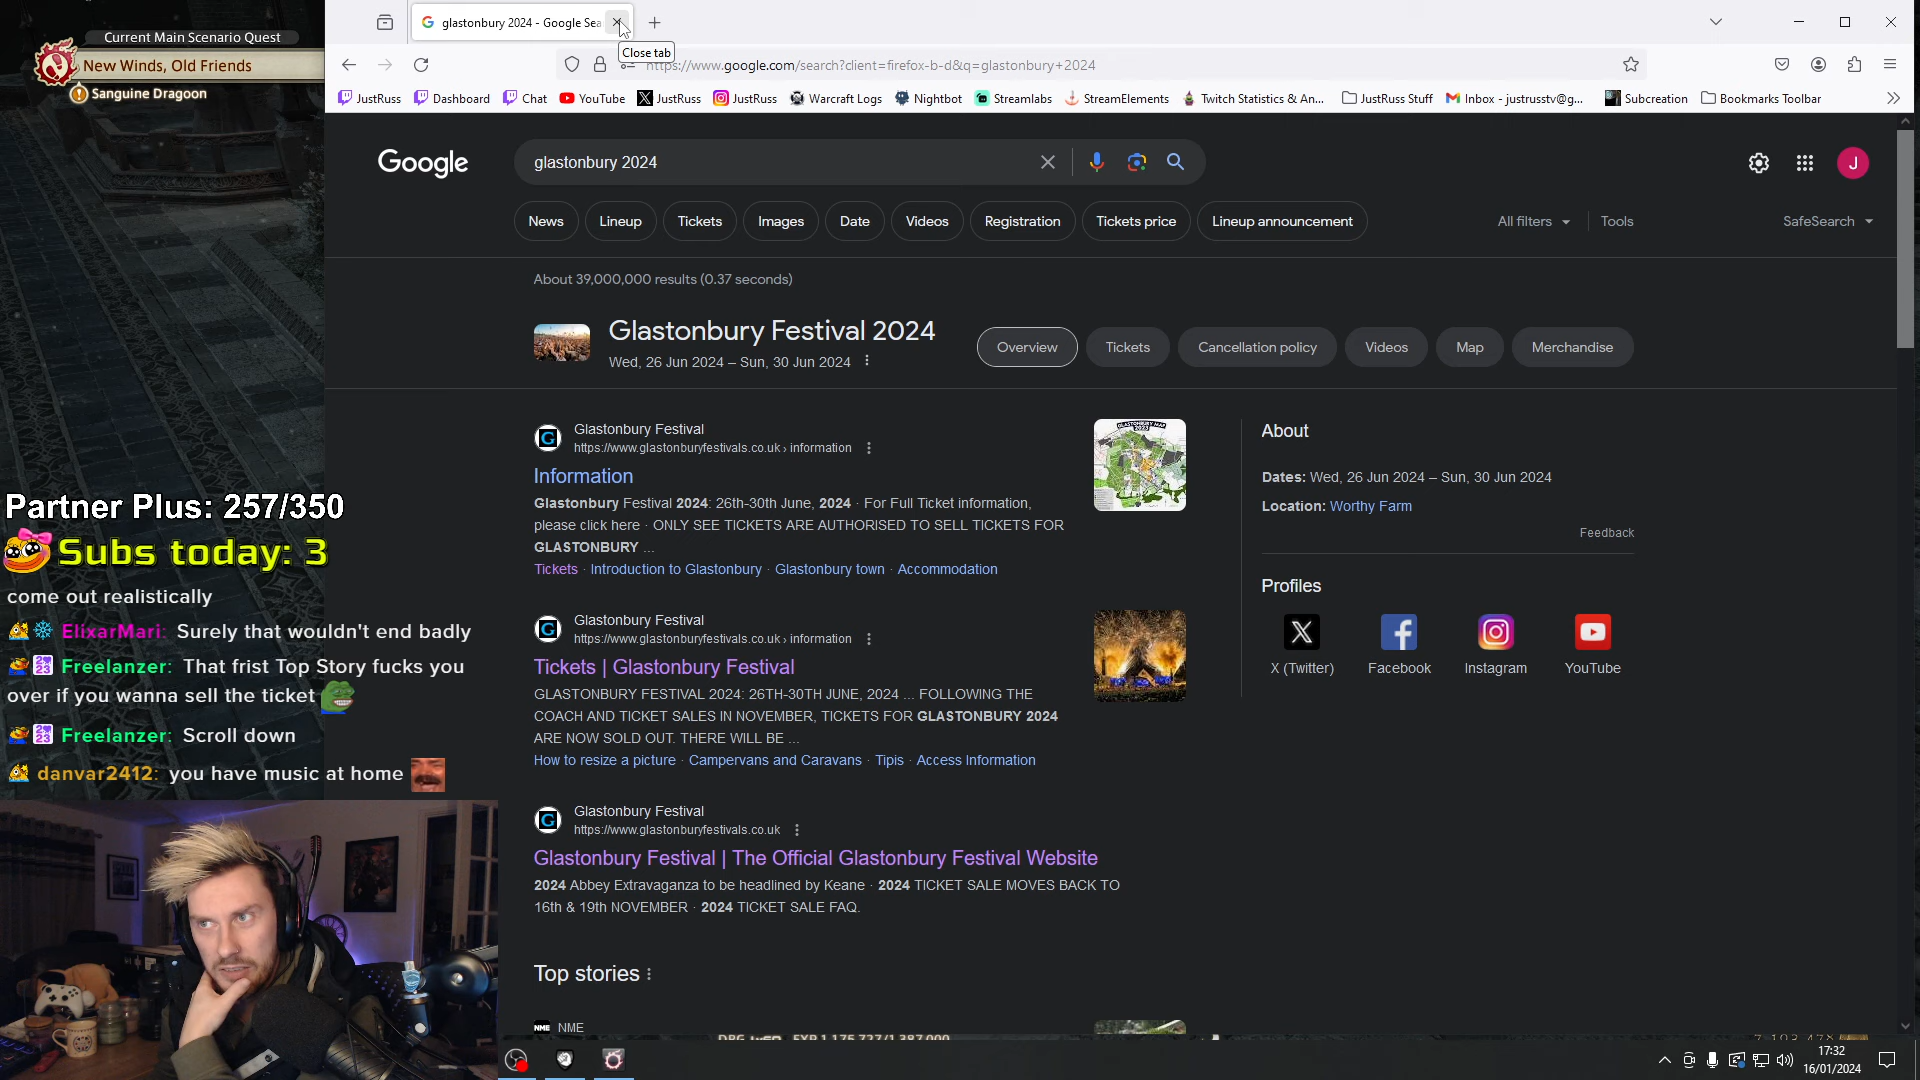 Current Main Scenario Quest
New Winds, Old Friends
Sanguine Dragoon
glastonbury 2024 - Google Sea
Close tab
https://www.google.com/search?client=firefox-b-d&q=glastonbury+2024
JustRuss
Dashboard
Chat
YouTube
JustRuss
JustRuss
Warcraft Logs
Nightbot
Streamlabs
StreamElements
Twitch Statistics & An...
JustRuss Stuff
Inbox - justrusstv@g...
Subcreation
Bookmarks Toolbar
Google
glastonbury 2024
J
News
Lineup
Tickets
Images
Date
Videos
Registration
Tickets price
Lineup announcement
All filters
Tools
SafeSearch
About 39,000,000 results (0.37 seconds)
Glastonbury Festival 2024
Wed, 26 Jun 2024 – Sun, 30 Jun 2024
Overview
Tickets
Cancellation policy
Videos
Map
Merchandise
Glastonbury Festival
https://www.glastonburyfestivals.co.uk › information
Information
Glastonbury Festival 2024: 26th-30th June, 2024 · For Full Ticket information,
please click here · ONLY SEE TICKETS ARE AUTHORISED TO SELL TICKETS FOR
GLASTONBURY ...
Tickets · Introduction to Glastonbury · Glastonbury town · Accommodation
About
Dates: Wed, 26 Jun 2024 – Sun, 30 Jun 2024
Location: Worthy Farm
Feedback
Profiles
X (Twitter)
Facebook
Instagram
YouTube
Glastonbury Festival
https://www.glastonburyfestivals.co.uk › information
Tickets | Glastonbury Festival
GLASTONBURY FESTIVAL 2024: 26TH-30TH JUNE, 2024 ... FOLLOWING THE
COACH AND TICKET SALES IN NOVEMBER, TICKETS FOR GLASTONBURY 2024
ARE NOW SOLD OUT. THERE WILL BE ...
How to resize a picture · Campervans and Caravans · Tipis · Access Information
Glastonbury Festival
https://www.glastonburyfestivals.co.uk
Glastonbury Festival | The Official Glastonbury Festival Website
2024 Abbey Extravaganza to be headlined by Keane · 2024 TICKET SALE MOVES BACK TO
16th & 19th NOVEMBER · 2024 TICKET SALE FAQ.
Top stories
NME NME
Partner Plus: 257/350
Subs today: 3
come out realistically
ElixarMari: Surely that wouldn't end badly
Freelanzer: That frist Top Story fucks you
over if you wanna sell the ticket
Freelanzer: Scroll down
danvar2412: you have music at home
17:32
16/01/2024